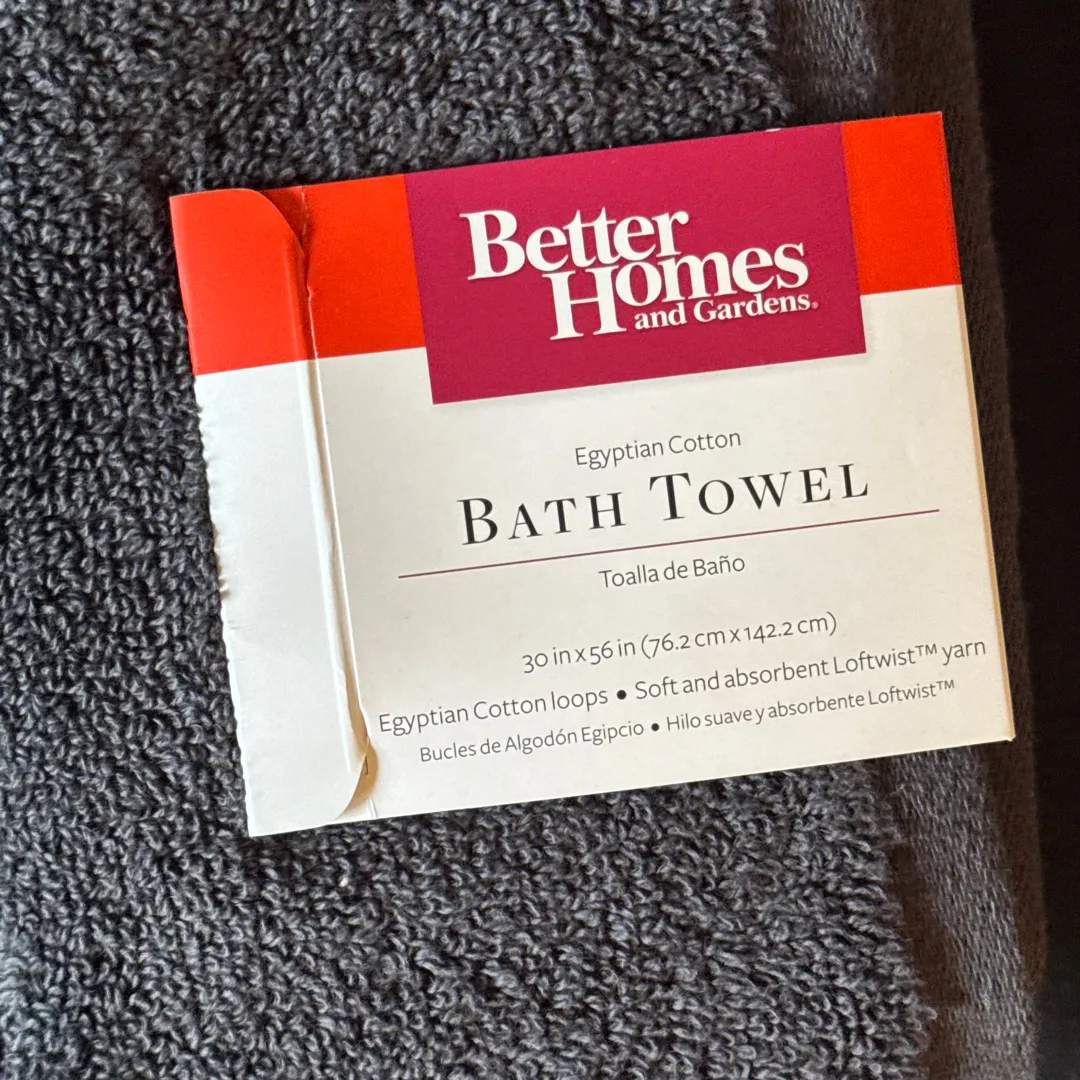 Better
Homes
and Gardens®
Egyptian Cotton
BATH TOWEL
Toalla de Baño
30 in x 56 in (76.2 cm x 142.2 cm)
Egyptian Cotton loops • Soft and absorbent Loftwist™ yarn
Bucles de Algodón Egipcio • Hilo suave y absorbente Loftwist™